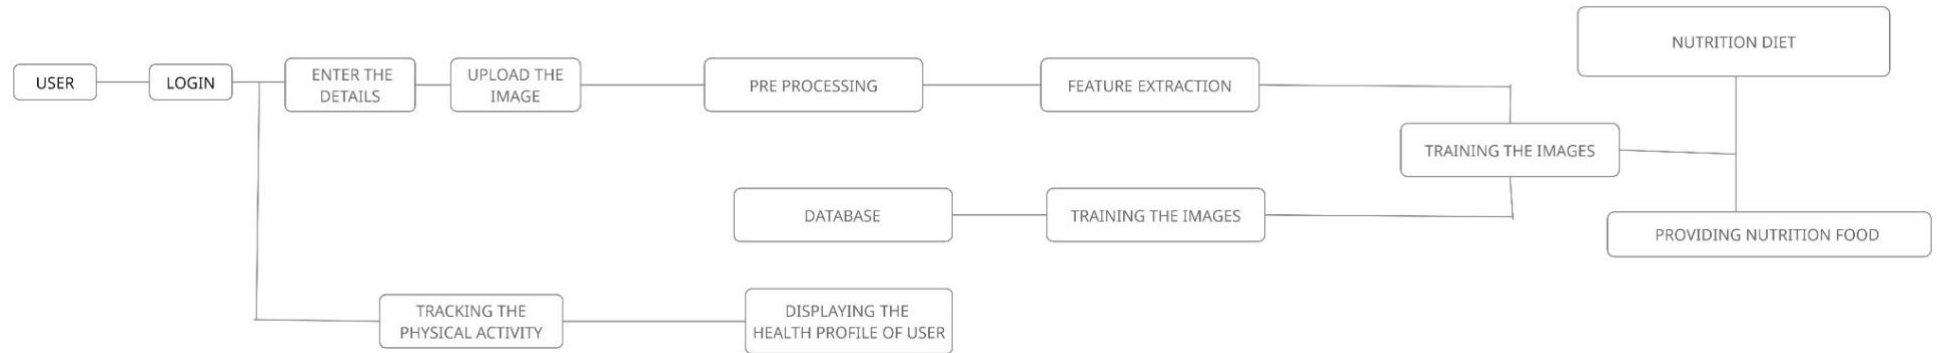 USER
LOGIN
ENTER THE
DETAILS
UPLOAD THE
IMAGE
PRE PROCESSING
FEATURE EXTRACTION
NUTRITION DIET
TRAINING THE IMAGES
DATABASE
TRAINING THE IMAGES
PROVIDING NUTRITION FOOD
TRACKING THE
PHYSICAL ACTIVITY
DISPLAYING THE
HEALTH PROFILE OF USER